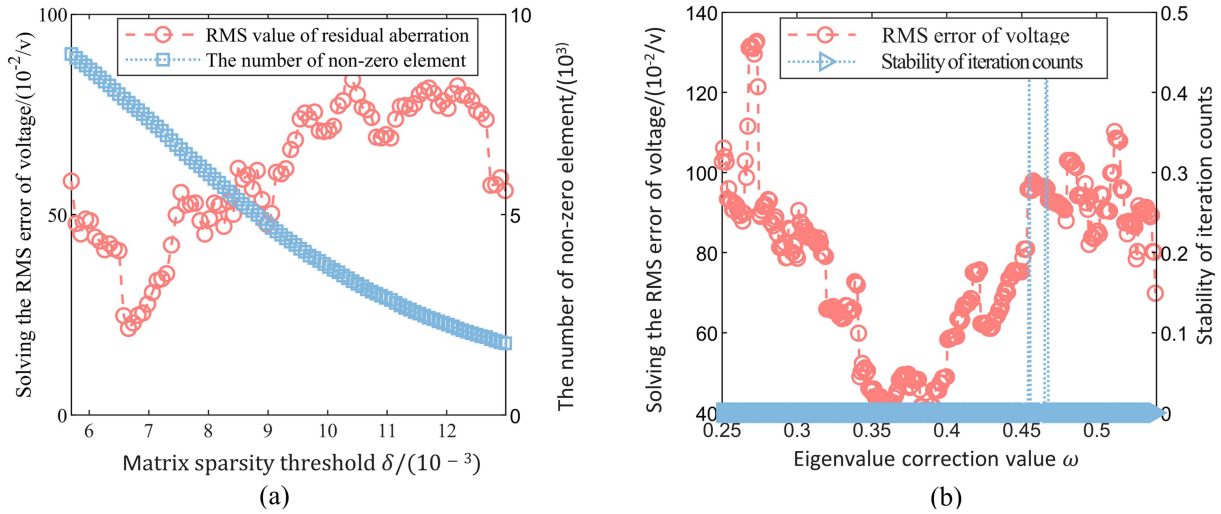 100
50
0
10
5
0
6
7
8
9
10
11
12
RMS value of residual aberration
The number of non-zero element
Solving the RMS error of voltage/(10⁻²/v)
The number of non-zero element/(10³)
Matrix sparsity threshold δ/(10 − ³)
(a)
140
120
100
80
60
40
0.5
0.4
0.3
0.2
0.1
0
0.25
0.3
0.35
0.4
0.45
0.5
RMS error of voltage
Stability of iteration counts
Solving the RMS error of voltage/(10⁻²/v)
Stability of iteration counts
Eigenvalue correction value ω
(b)